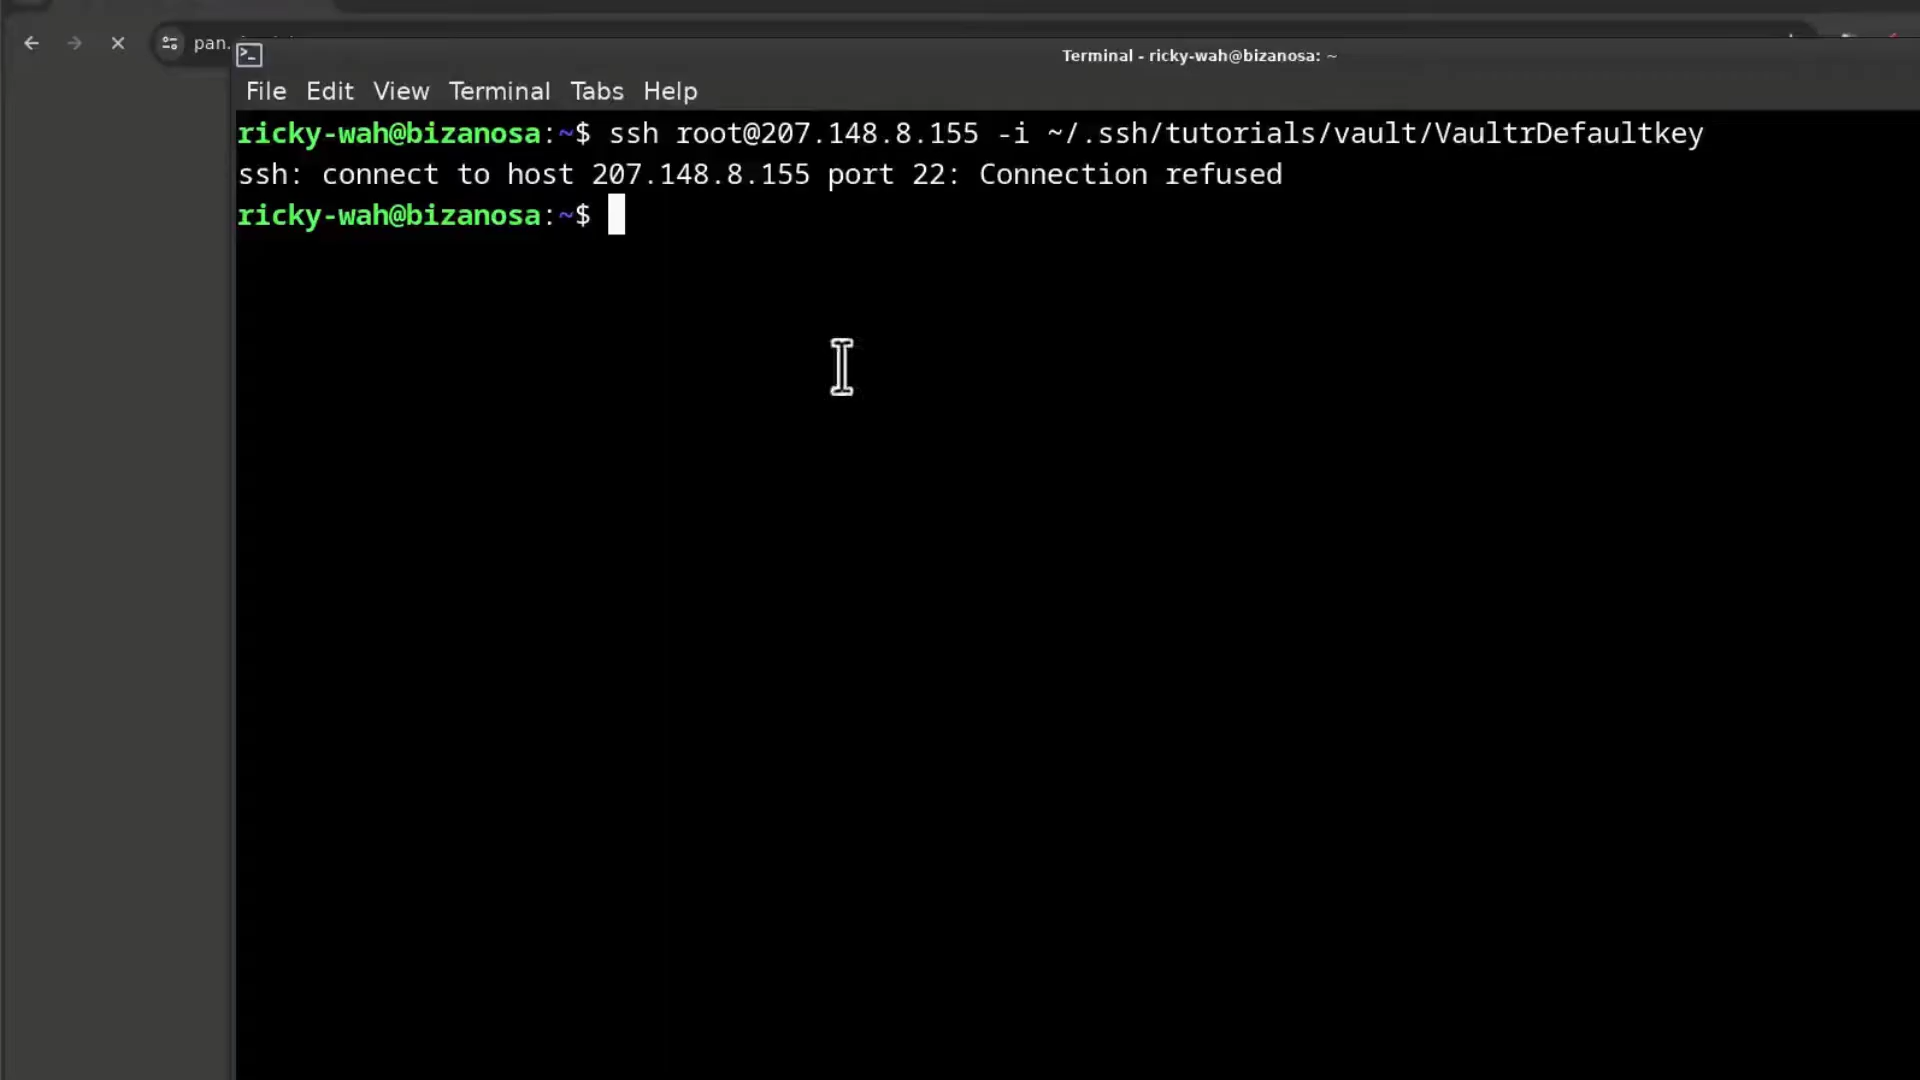 pan.
Terminal - ricky-wah@bizanosa: ~
File Edit View Terminal Tabs Help
ricky-wah@bizanosa:~$ ssh root@207.148.8.155 -i ~/.ssh/tutorials/vault/VaultrDefaultkey
ssh: connect to host 207.148.8.155 port 22: Connection refused
ricky-wah@bizanosa:~$